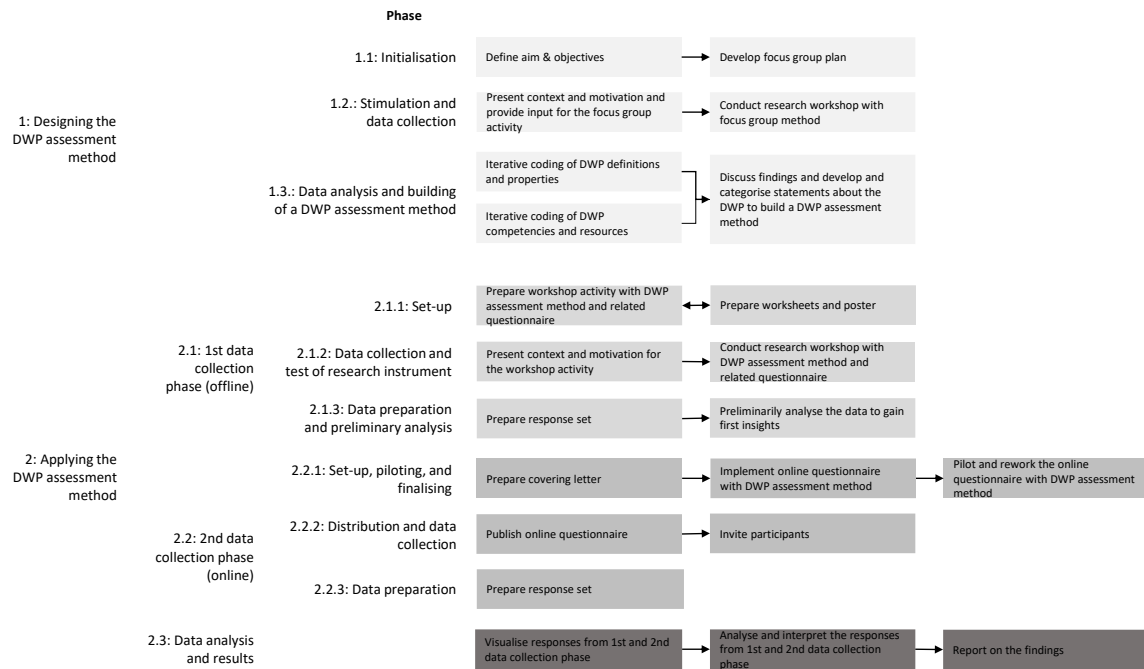 Phase
1: Designing the
DWP assessment
method
1.1: Initialisation
Define aim & objectives
Develop focus group plan
1.2.: Stimulation and
data collection
Present context and motivation and
provide input for the focus group
activity
Conduct research workshop with
focus group method
1.3.: Data analysis and building
of a DWP assessment method
Iterative coding of DWP definitions
and properties
Iterative coding of DWP
competencies and resources
Discuss findings and develop and
categorise statements about the
DWP to build a DWP assessment
method
2: Applying the
DWP assessment
method
2.1: 1st data
collection
phase (offline)
2.1.1: Set-up
Prepare workshop activity with DWP
assessment method and related
questionnaire
Prepare worksheets and poster
2.1.2: Data collection and
test of research instrument
Present context and motivation for
the workshop activity
Conduct research workshop with
DWP assessment method and
related questionnaire
2.1.3: Data preparation
and preliminary analysis
Prepare response set
Preliminarily analyse the data to gain
first insights
2.2: 2nd data
collection phase
(online)
2.2.1: Set-up, piloting, and
finalising
Prepare covering letter
Implement online questionnaire
with DWP assessment method
Pilot and rework the online
questionnaire with DWP assessment
method
2.2.2: Distribution and data
collection
Publish online questionnaire
Invite participants
2.2.3: Data preparation
Prepare response set
2.3: Data analysis
and results
Visualise responses from 1st and 2nd
data collection phase
Analyse and interpret the responses
from 1st and 2nd data collection
phase
Report on the findings